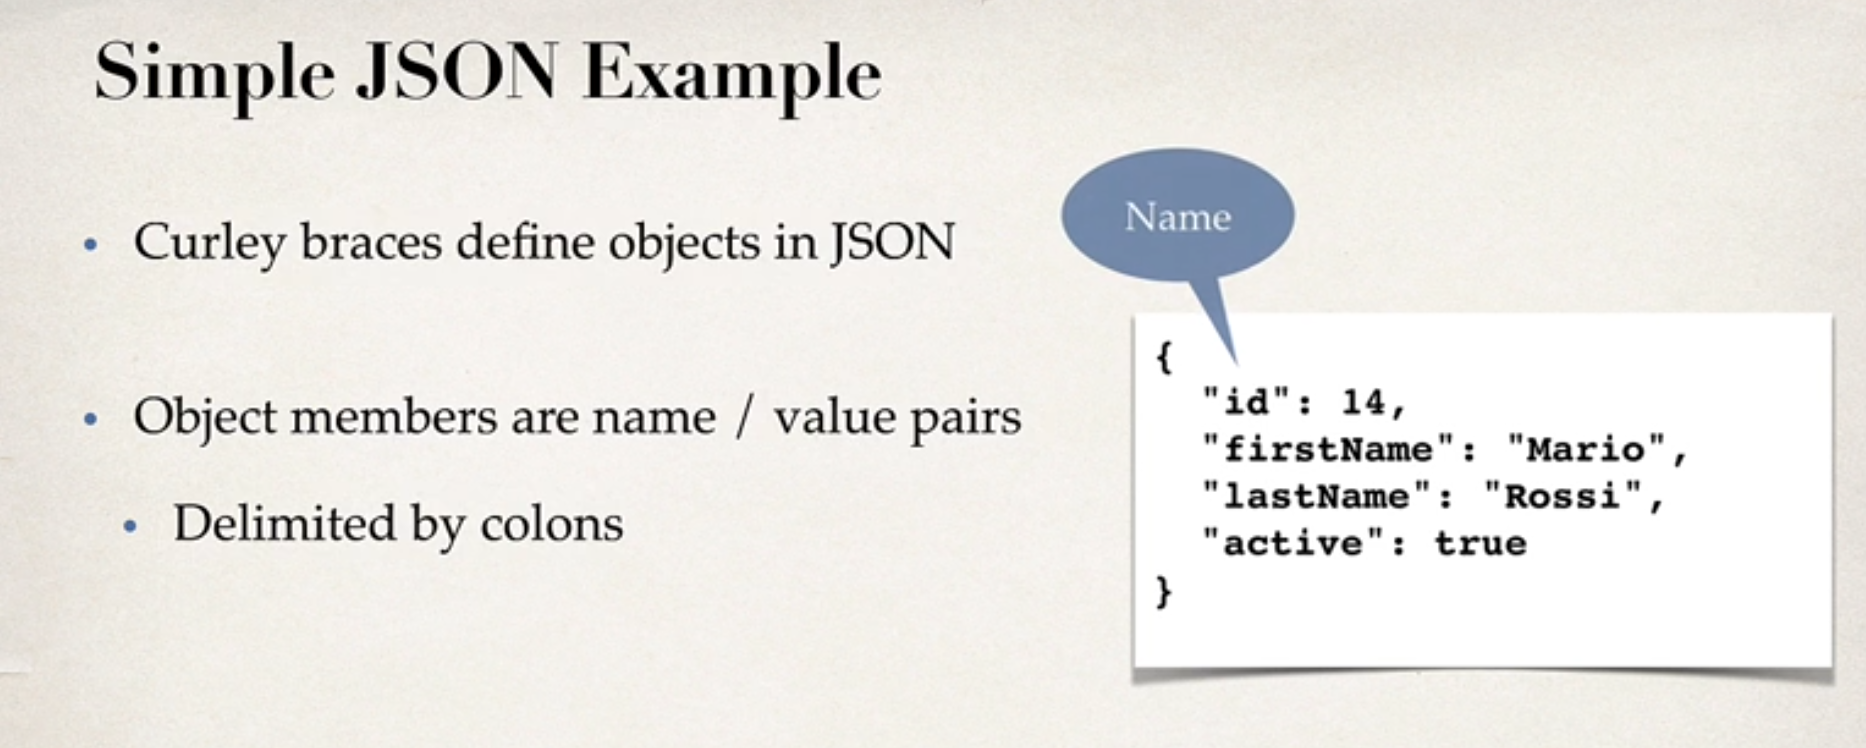 Simple JSON Example
• Curley braces define objects in JSON
• Object members are name / value pairs
• Delimited by colons
Name
{
"id": 14,
"firstName": "Mario",
"lastName": "Rossi",
"active": true
}